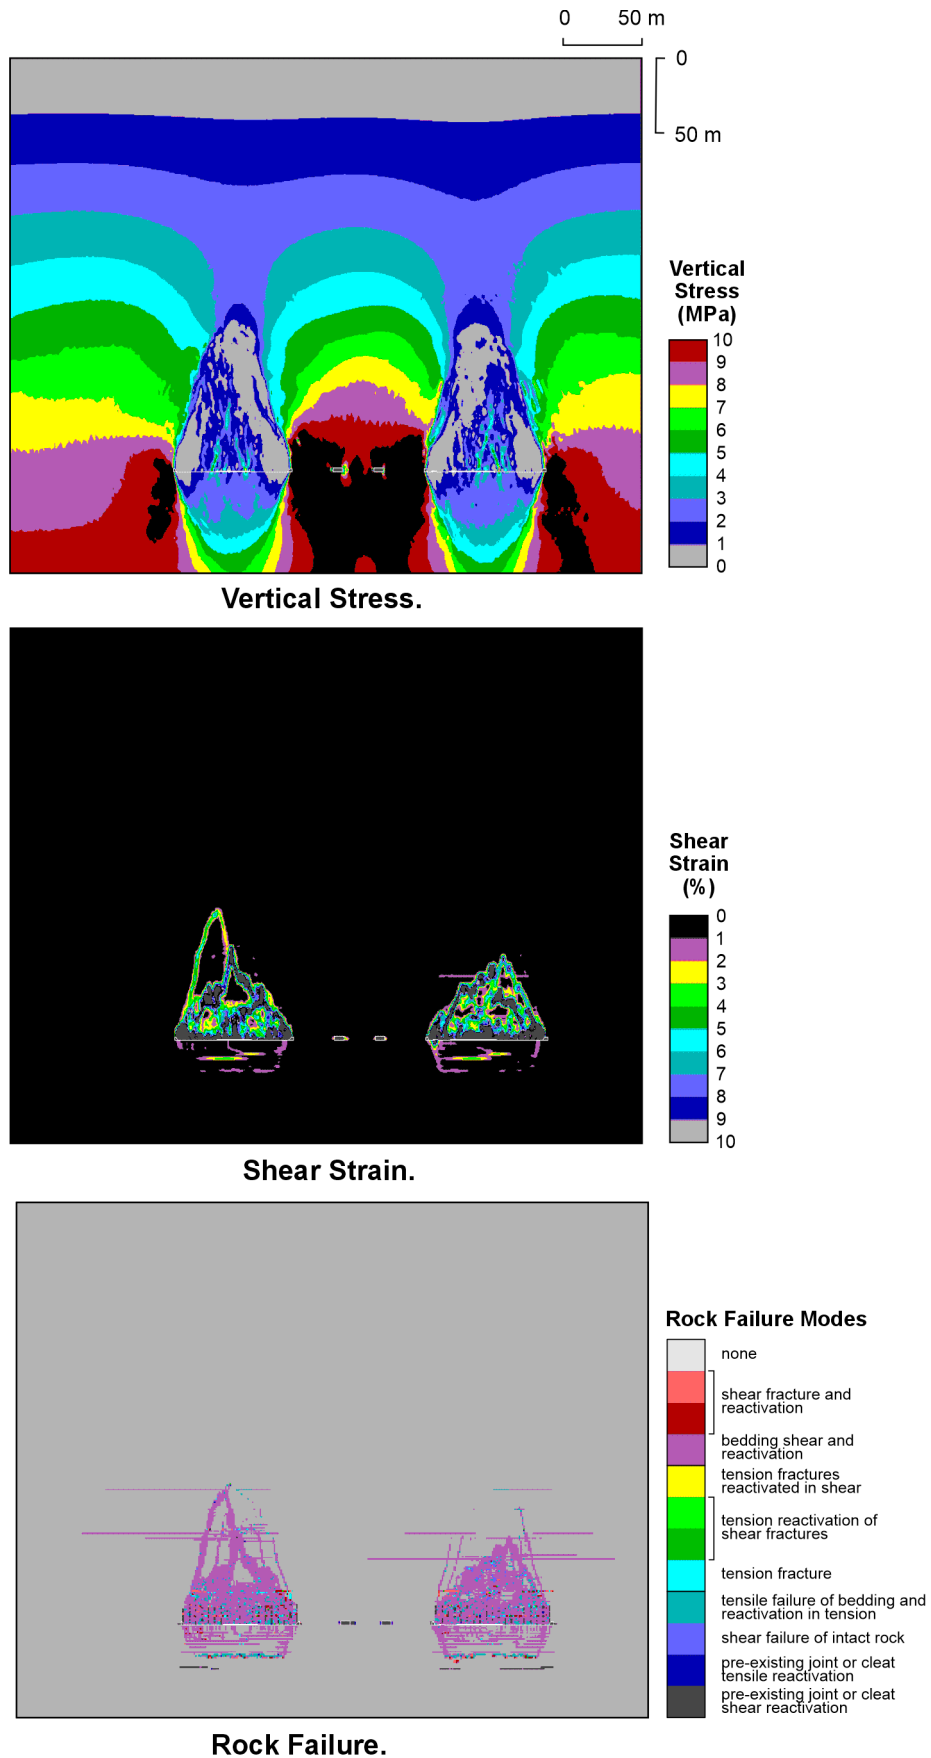 0 50 m
0
50 m
Vertical
Stress
(MPa)
10
9
8
7
6
5
4
3
2
1
0
Vertical Stress.
Shear
Strain
(%)
0
1
2
3
4
5
6
7
8
9
10
Shear Strain.
Rock Failure Modes
none
shear fracture and
reactivation
bedding shear and
reactivation
tension fractures
reactivated in shear
tension reactivation of
shear fractures
tension fracture
tensile failure of bedding and
reactivation in tension
shear failure of intact rock
pre-existing joint or cleat
tensile reactivation
pre-existing joint or cleat
shear reactivation
Rock Failure.